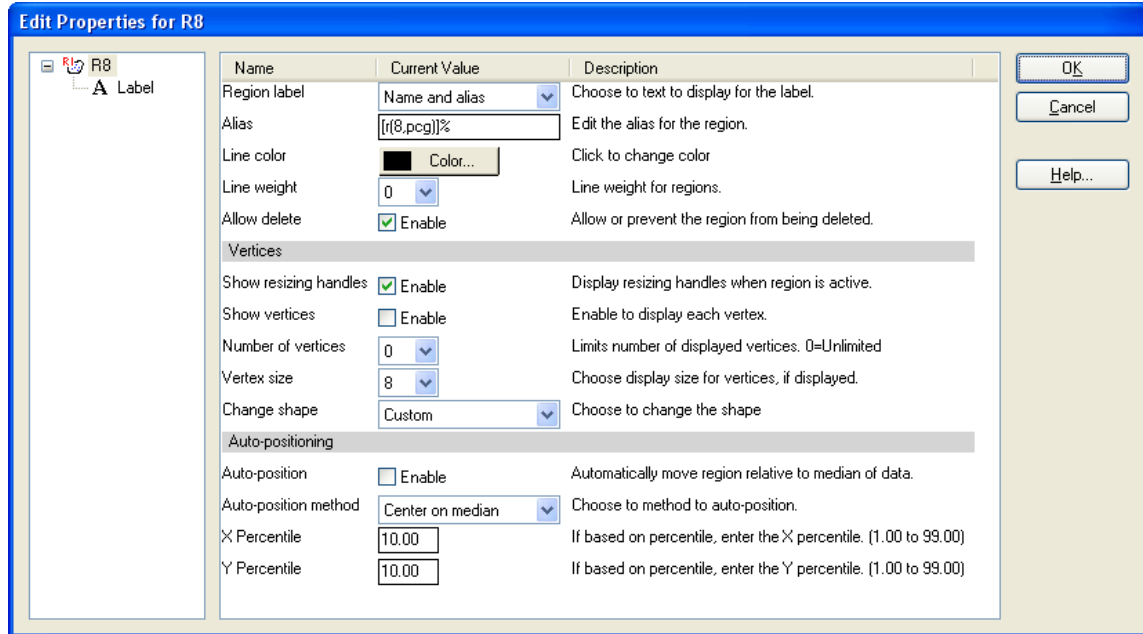 Edit Properties for R8
R8
Label
Name Current Value Description
Region label Name and alias Choose to text to display for the label.
Alias [r(8,pcg)]% Edit the alias for the region.
Line color Color... Click to change color
Line weight 0 Line weight for regions.
Allow delete Enable Allow or prevent the region from being deleted.
Vertices
Show resizing handles Enable Display resizing handles when region is active.
Show vertices Enable Enable to display each vertex.
Number of vertices 0 Limits number of displayed vertices. 0=Unlimited
Vertex size 8 Choose display size for vertices, if displayed.
Change shape Custom Choose to change the shape
Auto-positioning
Auto-position Enable Automatically move region relative to median of data.
Auto-position method Center on median Choose to method to auto-position.
X Percentile 10.00 If based on percentile, enter the X percentile. (1.00 to 99.00)
Y Percentile 10.00 If based on percentile, enter the Y percentile. (1.00 to 99.00)
OK
Cancel
Help...